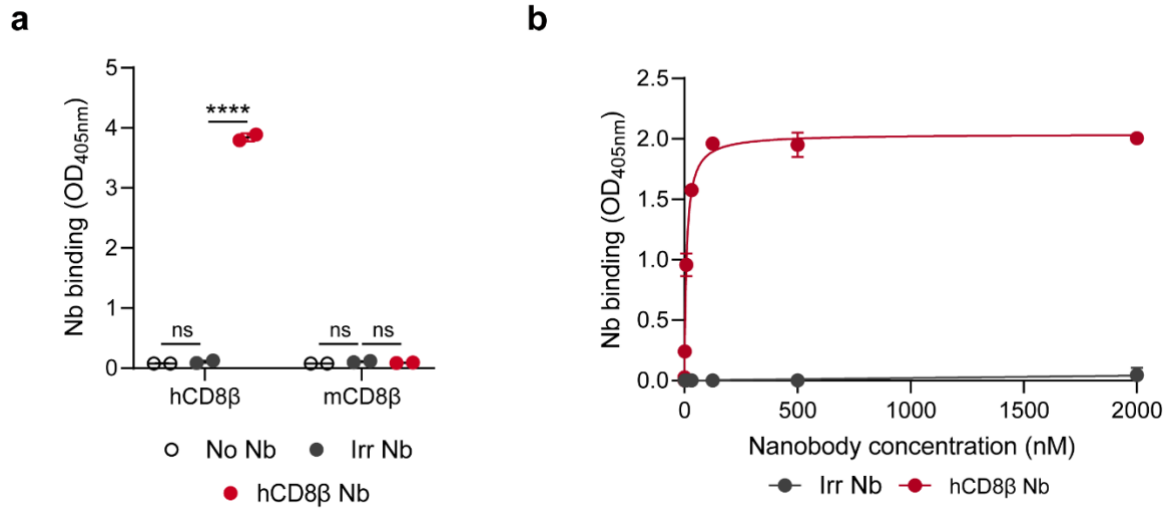 a
Nb binding (OD405nm)
5
4
3
2
1
0
****
ns
ns
ns
hCD8β
mCD8β
No Nb
Irr Nb
hCD8β Nb
b
Nb binding (OD405nm)
2.5
2.0
1.5
1.0
0.5
0.0
0
500
1000
1500
2000
Nanobody concentration (nM)
Irr Nb
hCD8β Nb